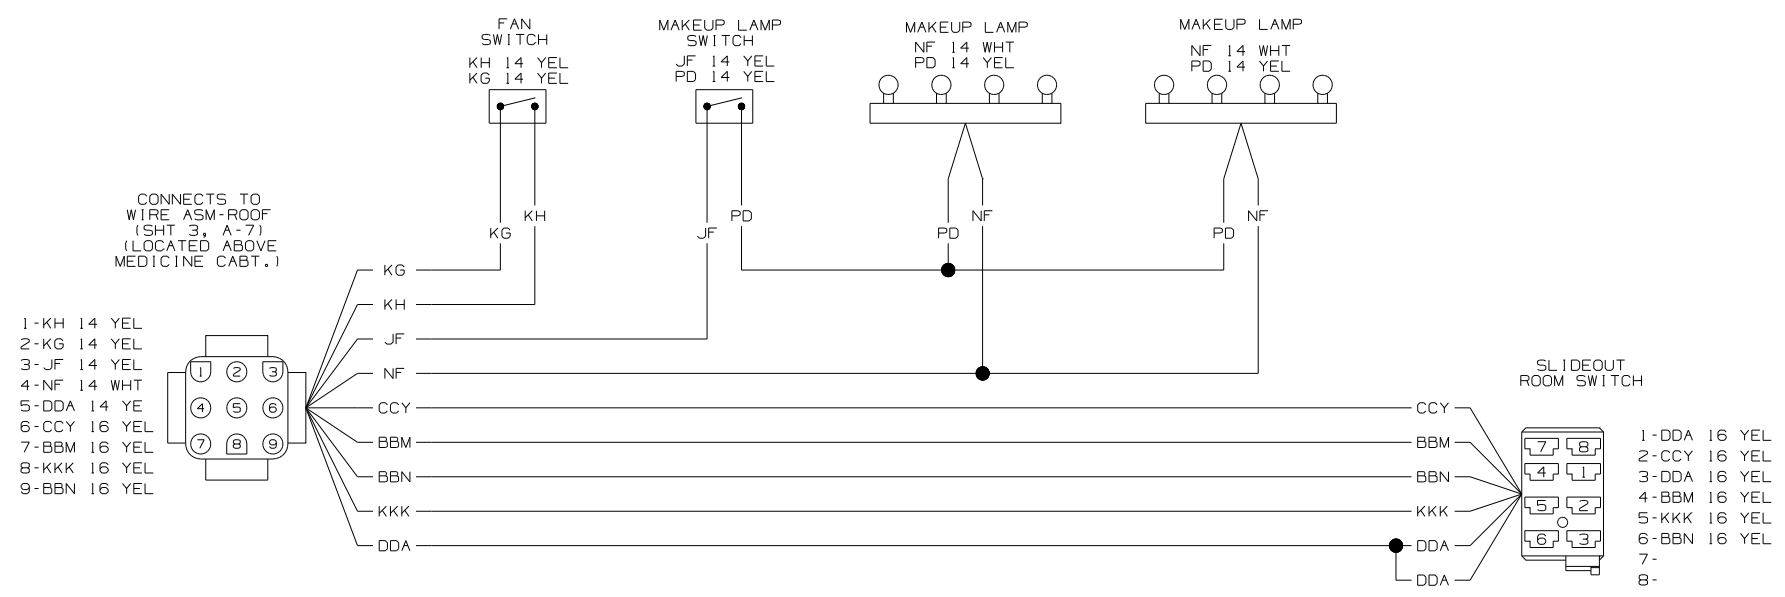 FAN
SWITCH
KH 14 YEL
KG 14 YEL
MAKEUP LAMP
SWITCH
JF 14 YEL
PD 14 YEL
MAKEUP LAMP
NF 14 WHT
PD 14 YEL
MAKEUP LAMP
NF 14 WHT
PD 14 YEL
CONNECTS TO
WIRE ASM-ROOF
(SHT 3, A-7)
(LOCATED ABOVE
MEDICINE CABT.)
KH
KG
PD
JF
NF
PD
NF
PD
KG
KH
JF
NF
CCY
BBM
BBN
KKK
DDA
1-KH 14 YEL
2-KG 14 YEL
3-JF 14 YEL
4-NF 14 WHT
5-DDA 14 YE
6-CCY 16 YEL
7-BBM 16 YEL
8-KKK 16 YEL
9-BBN 16 YEL
1 2 3
4 5 6
7 8 9
CCY
BBM
BBN
KKK
DDA
DDA
SLIDEOUT
ROOM SWITCH
7 8
4 1
5 2
6 3
1-DDA 16 YEL
2-CCY 16 YEL
3-DDA 16 YEL
4-BBM 16 YEL
5-KKK 16 YEL
6-BBN 16 YEL
7-
8-